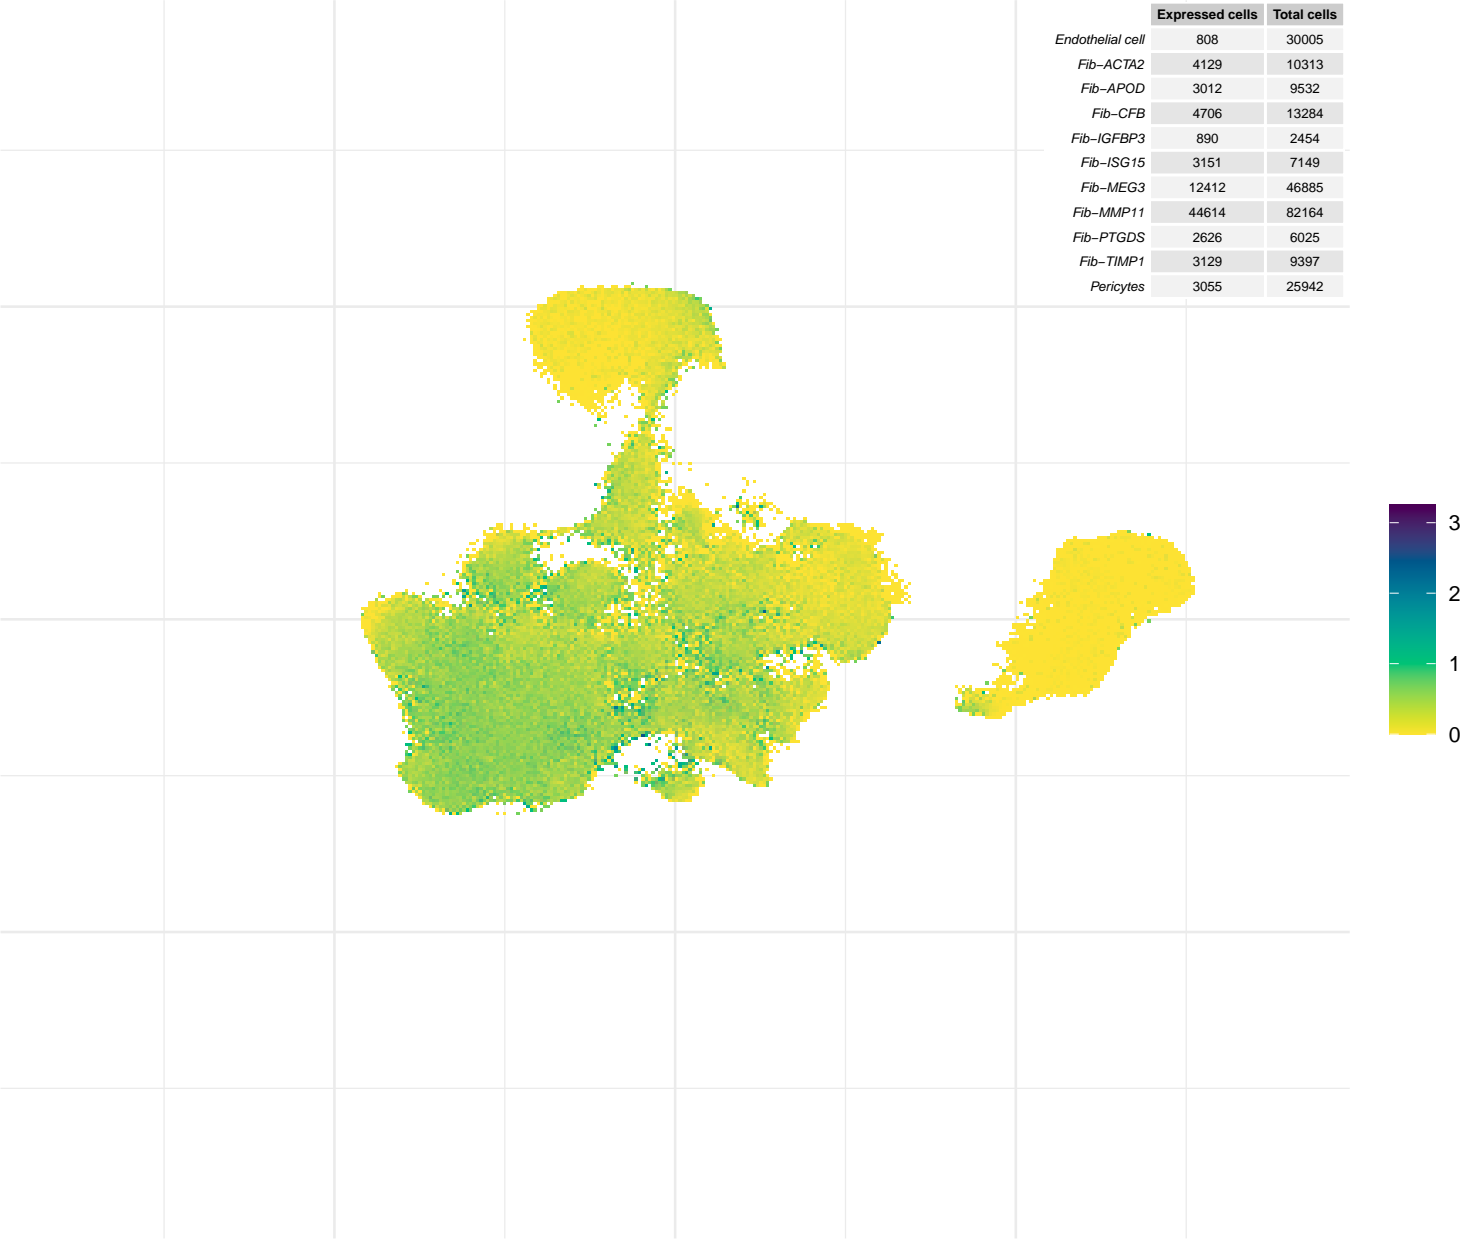 Expressed cells Total cells
Endothelial cell 808 30005
Fib−ACTA2 4129 10313
Fib−APOD 3012 9532
Fib−CFB 4706 13284
Fib−IGFBP3 890 2454
Fib−ISG15 3151 7149
Fib−MEG3 12412 46885
Fib−MMP11 44614 82164
Fib−PTGDS 2626 6025
Fib−TIMP1 3129 9397
Pericytes 3055 25942
3
2
1
0